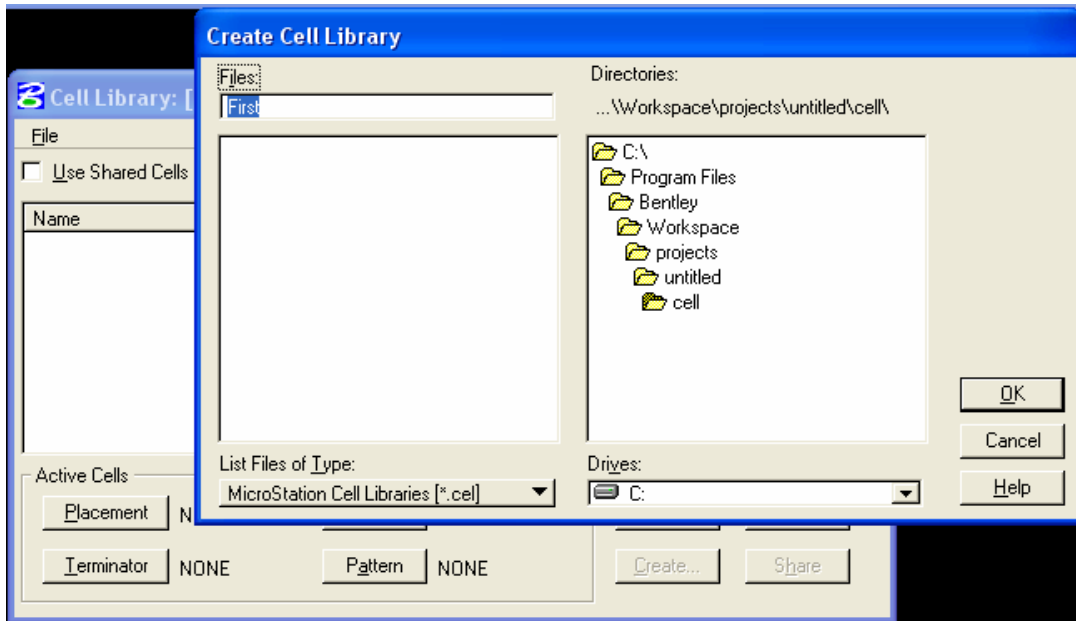 Create Cell Library
Files:
First
Directories:
...\Workspace\projects\untitled\cell\
C:\
Program Files
Bentley
Workspace
projects
untitled
cell
OK
Cancel
Help
List Files of Type:
MicroStation Cell Libraries [*.cel]
Drives:
C:
Cell Library: [
File
Use Shared Cells
Name
Active Cells
Placement N
Terminator NONE
Pattern NONE
Create...
Share